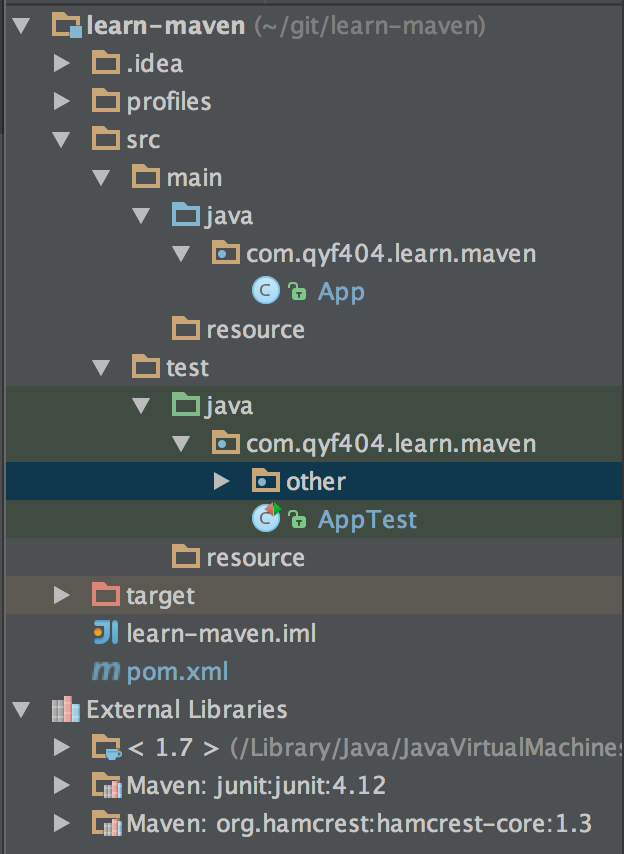 learn-maven (~/git/learn-maven)
.idea
profiles
src
main
java
com.qyf404.learn.maven
C App
resource
test
java
com.qyf404.learn.maven
other
C AppTest
resource
target
learn-maven.iml
m pom.xml
External Libraries
< 1.7 > (/Library/Java/JavaVirtualMachines
Maven: junit:junit:4.12
Maven: org.hamcrest:hamcrest-core:1.3